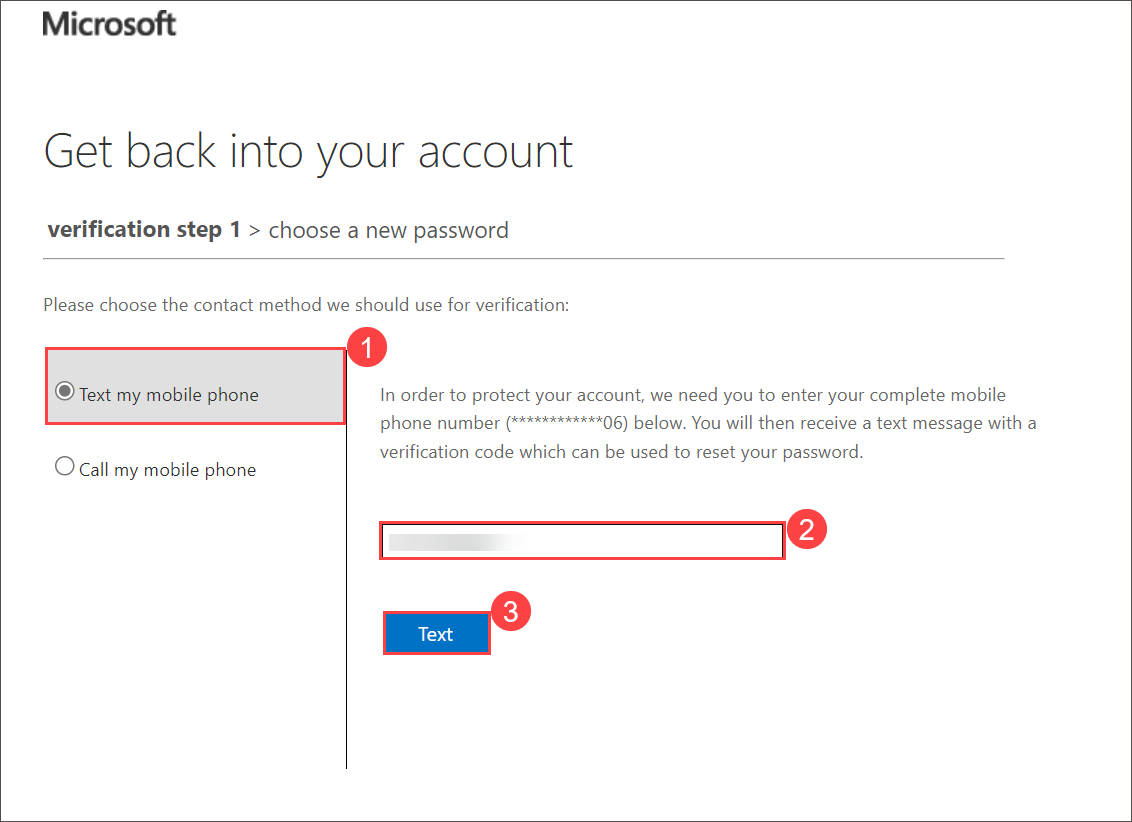 Microsoft
Get back into your account
verification step 1 > choose a new password
Please choose the contact method we should use for verification:
1
Text my mobile phone
Call my mobile phone
In order to protect your account, we need you to enter your complete mobile
phone number (************06) below. You will then receive a text message with a
verification code which can be used to reset your password.
2
3
Text